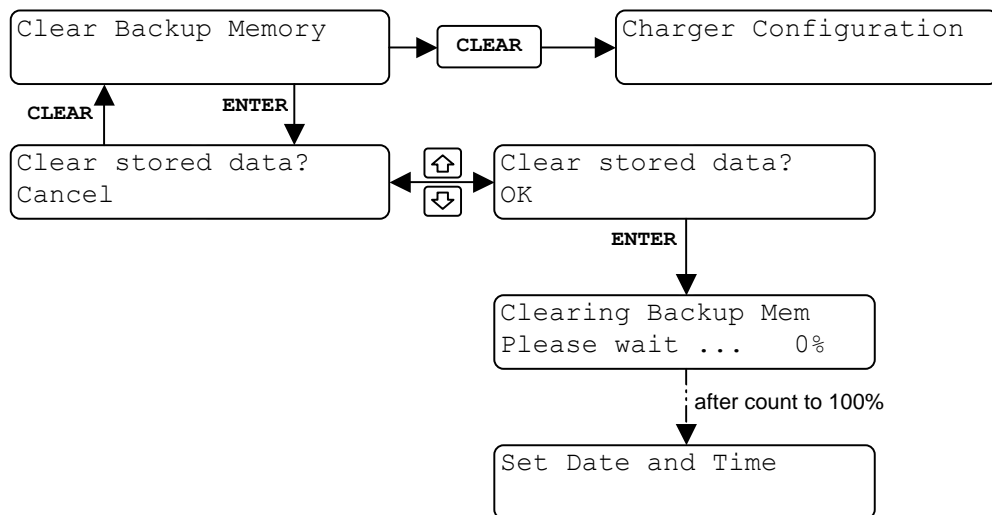 Clear Backup Memory
CLEAR
Charger Configuration
CLEAR
ENTER
Clear stored data?
Cancel
Clear stored data?
OK
ENTER
Clearing Backup Mem
Please wait ... 0%
after count to 100%
Set Date and Time